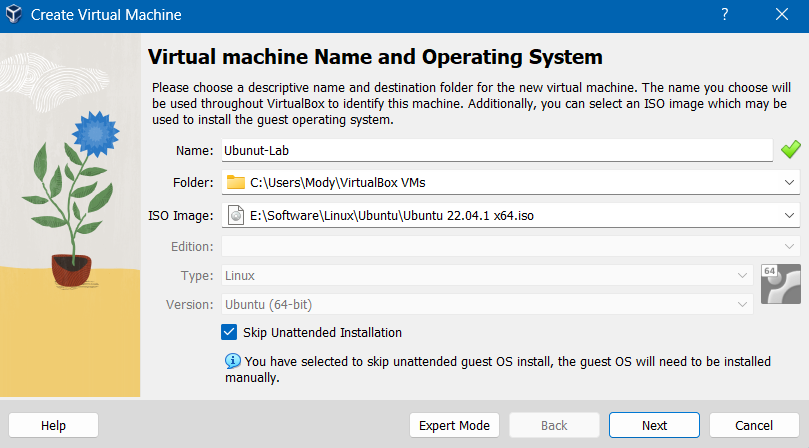 Create Virtual Machine
?
Virtual machine Name and Operating System
Please choose a descriptive name and destination folder for the new virtual machine. The name you choose will
be used throughout VirtualBox to identify this machine. Additionally, you can select an ISO image which may be
used to install the guest operating system.
Name: Ubunut-Lab
Folder: C:\Users\Mody\VirtualBox VMs
ISO Image: E:\Software\Linux\Ubuntu\Ubuntu 22.04.1 x64.iso
Edition:
Type: Linux
64
Version: Ubuntu (64-bit)
Skip Unattended Installation
You have selected to skip unattended guest OS install, the guest OS will need to be installed
manually.
Help Expert Mode Back Next Cancel